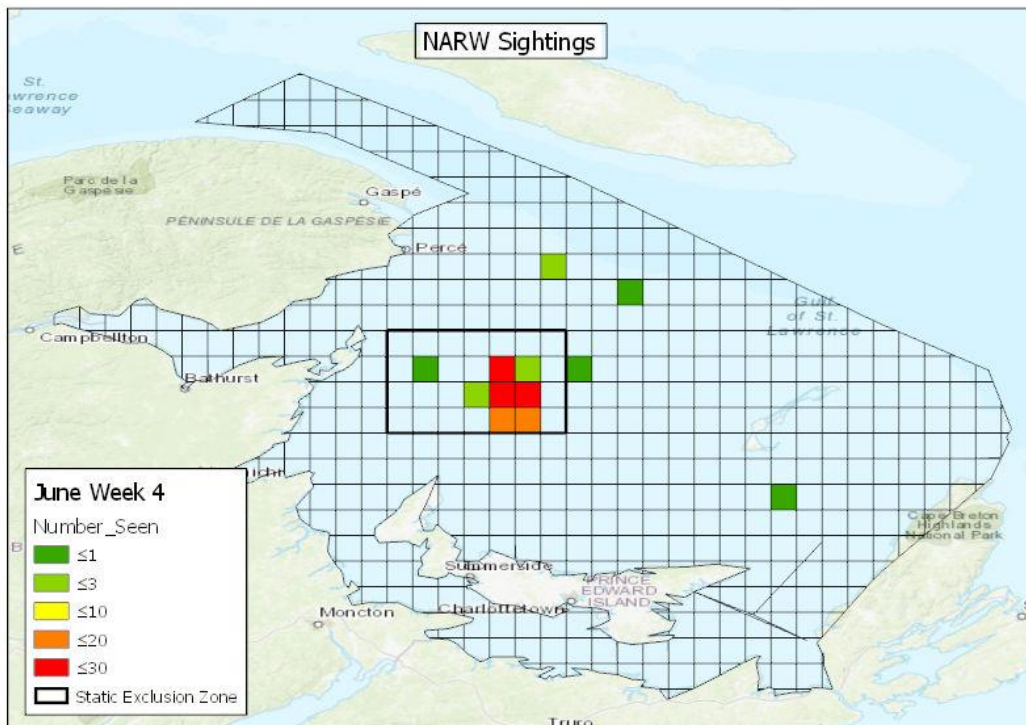 NARW Sightings
St.
awrence
Seaway
Parc de la
Gaspésie
Gaspé
PÉNINSULE DE LA GASPÉSIE
E
Percé
Gulf
of St.
Lawrence
Campbellton
Bathurst
Cape Breton
Highlands
National Park
June Week 4
Number_Seen
≤1
≤3
≤10
≤20
≤30
Static Exclusion Zone
B
Summerside
PRINCE
EDWARD
ISLAND
Charlottetown
Moncton
Truro